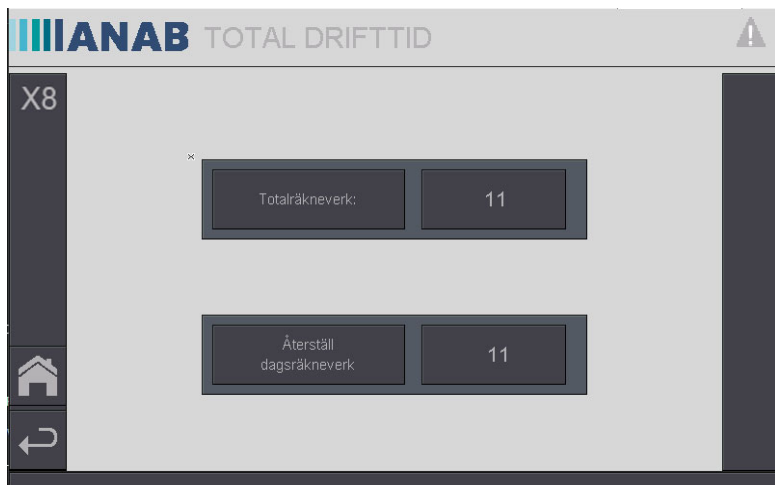 ANAB TOTAL DRIFTTID
X8
Totalräkneverk: 11
Återställ
dagsräkneverk 11